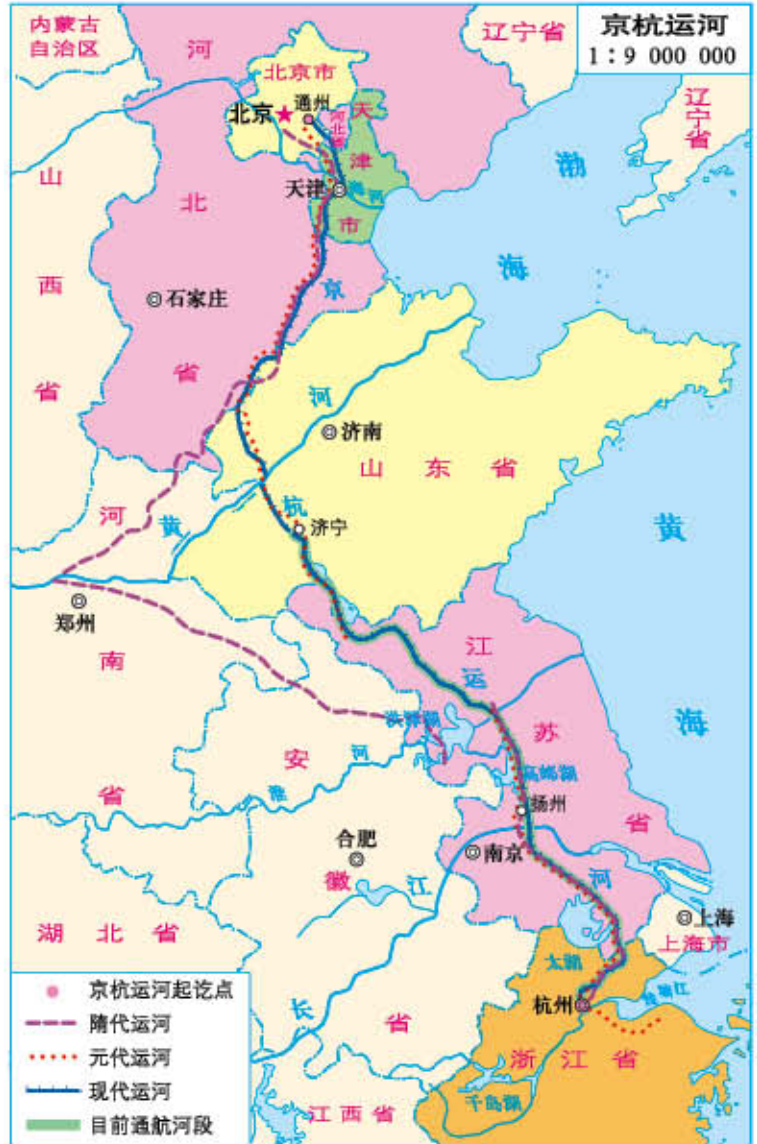 京杭运河
1：9 000 000
内蒙古
自治区
河
辽宁省
北京市
辽宁省
北京
通州
河北省
天
津
市
渤
海
山
西
省
北
天津
海河
石家庄
京
省
河
济南
山东省
河
黄
杭
济宁
黄
海
郑州
南
省
江
运
苏
省
洪泽湖
安
淮
河
高邮湖
扬州
合肥
徽
江
南京
河
上海
上海市
湖北省
太湖
杭州
钱塘江
长
省
浙江省
千岛湖
江西省
京杭运河起讫点
隋代运河
元代运河
现代运河
目前通航河段